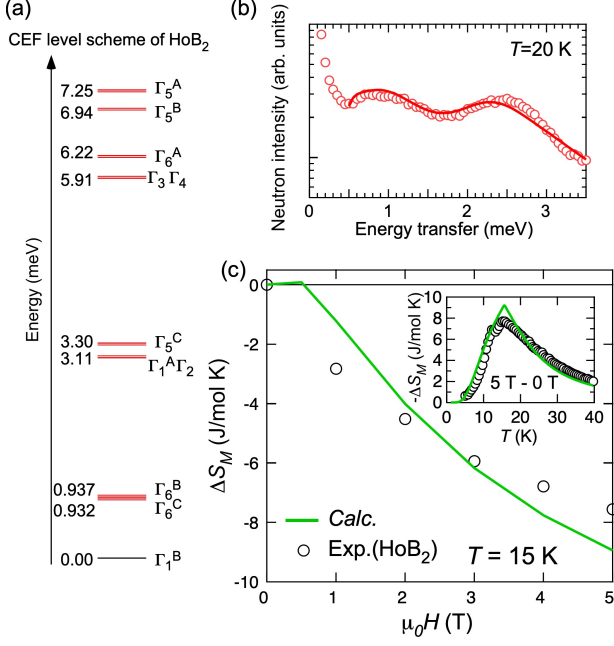 (a)
CEF level scheme of HoB₂
7.25 Γ₅ᴬ
6.94 Γ₅ᴮ
6.22 Γ₆ᴬ
5.91 Γ₃ Γ₄
3.30 Γ₅ᶜ
3.11 Γ₁ᴬΓ₂
0.937 Γ₆ᴮ
0.932 Γ₆ᶜ
0.00 Γ₁ᴮ
Energy (meV)
(b)
T=20 K
Neutron intensity (arb. units)
0 1 2 3
Energy transfer (meV)
(c)
0
-2
-4
-6
-8
-10
ΔS_M (J/mol K)
0 1 2 3 4 5
μ₀H (T)
Calc.
Exp.(HoB₂)
T = 15 K
10
8
6
4
2
0
-ΔS_M (J/mol K)
5 T - 0 T
0 10 20 30 40
T (K)